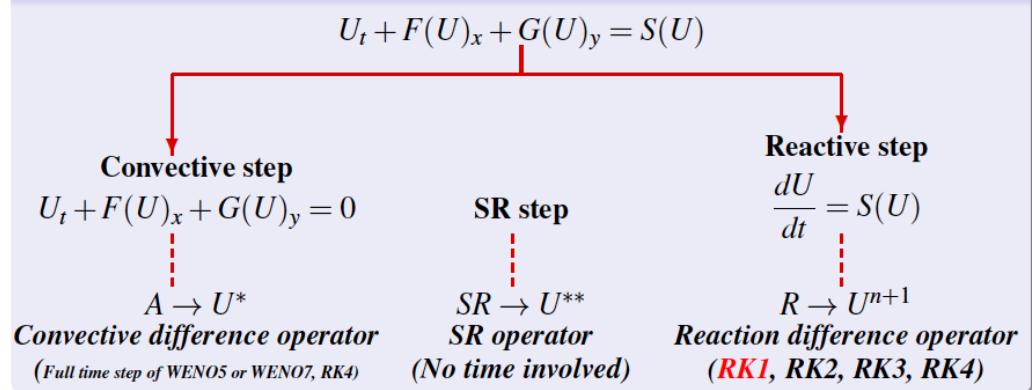 U_t + F(U)_x + G(U)_y = S(U)
Convective step
U_t + F(U)_x + G(U)_y = 0
A → U*
Convective difference operator
(Full time step of WENO5 or WENO7, RK4)
SR step
SR → U**
SR operator
(No time involved)
Reactive step
dU/dt = S(U)
R → U^{n+1}
Reaction difference operator
(RK1, RK2, RK3, RK4)